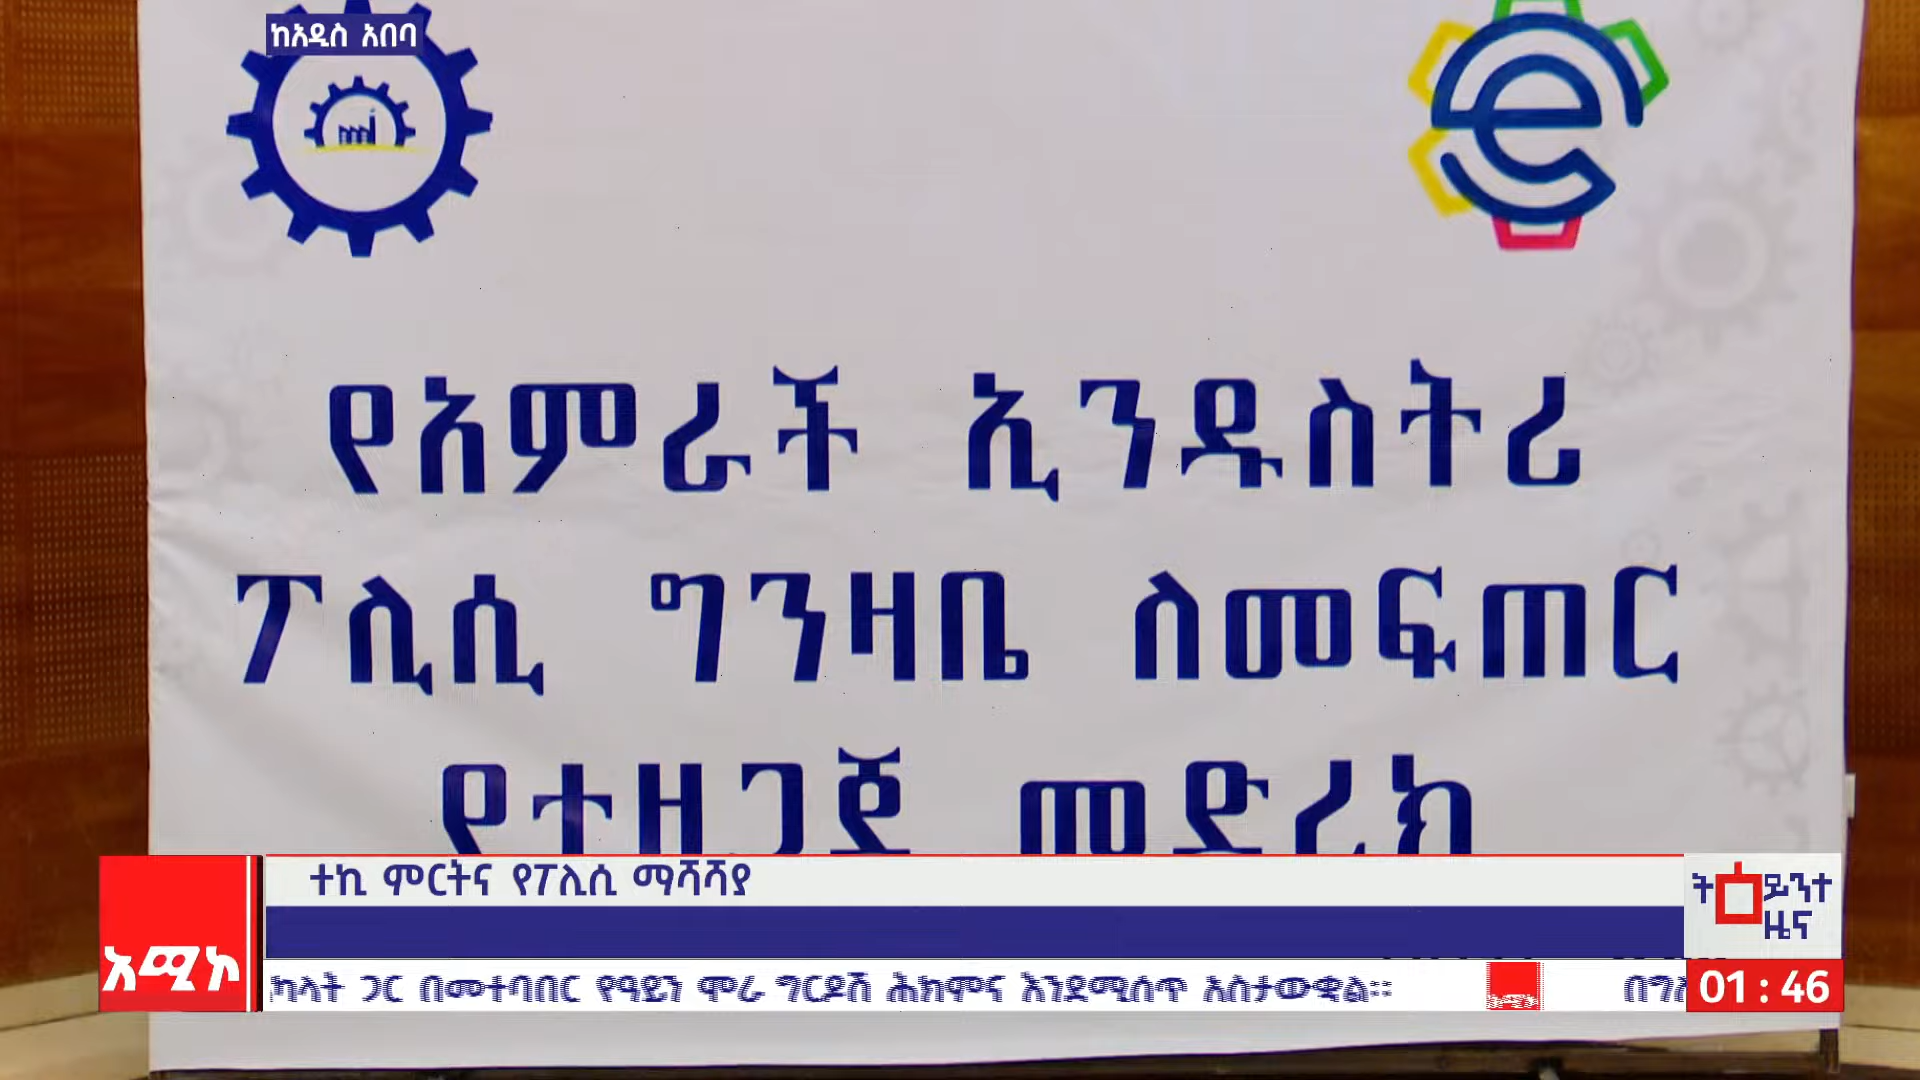 ከአዲስ አበባ
የአምራች ኢንዱስትሪ
ፖሊሲ ግንዛቤ ለመፍጠር
የተዘጋጀ መድረክ
ተኪ ምርትና የፖሊሲ ማሻሻያ
ትዕይንተ
ዜና
አሚኮ
ካላት ጋር በመተባበር የዓይን ሞራ ግርዶሽ ሕክምና እንደሚሰጥ አስታውቋል።
01:46